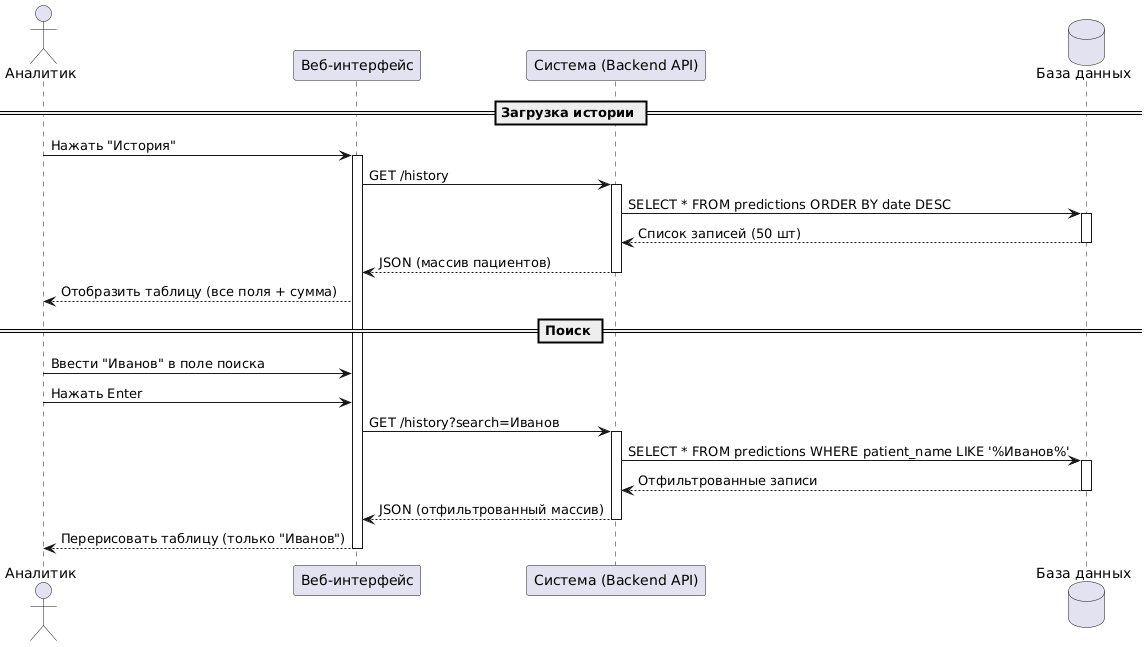 Аналитик
Веб-интерфейс
Система (Backend API)
База данных
Загрузка истории
Нажать "История"
GET /history
SELECT * FROM predictions ORDER BY date DESC
Список записей (50 шт)
JSON (массив пациентов)
Отобразить таблицу (все поля + сумма)
Поиск
Ввести "Иванов" в поле поиска
Нажать Enter
GET /history?search=Иванов
SELECT * FROM predictions WHERE patient_name LIKE '%Иванов%'
Отфильтрованные записи
JSON (отфильтрованный массив)
Перерисовать таблицу (только "Иванов")
Аналитик
Веб-интерфейс
Система (Backend API)
База данных